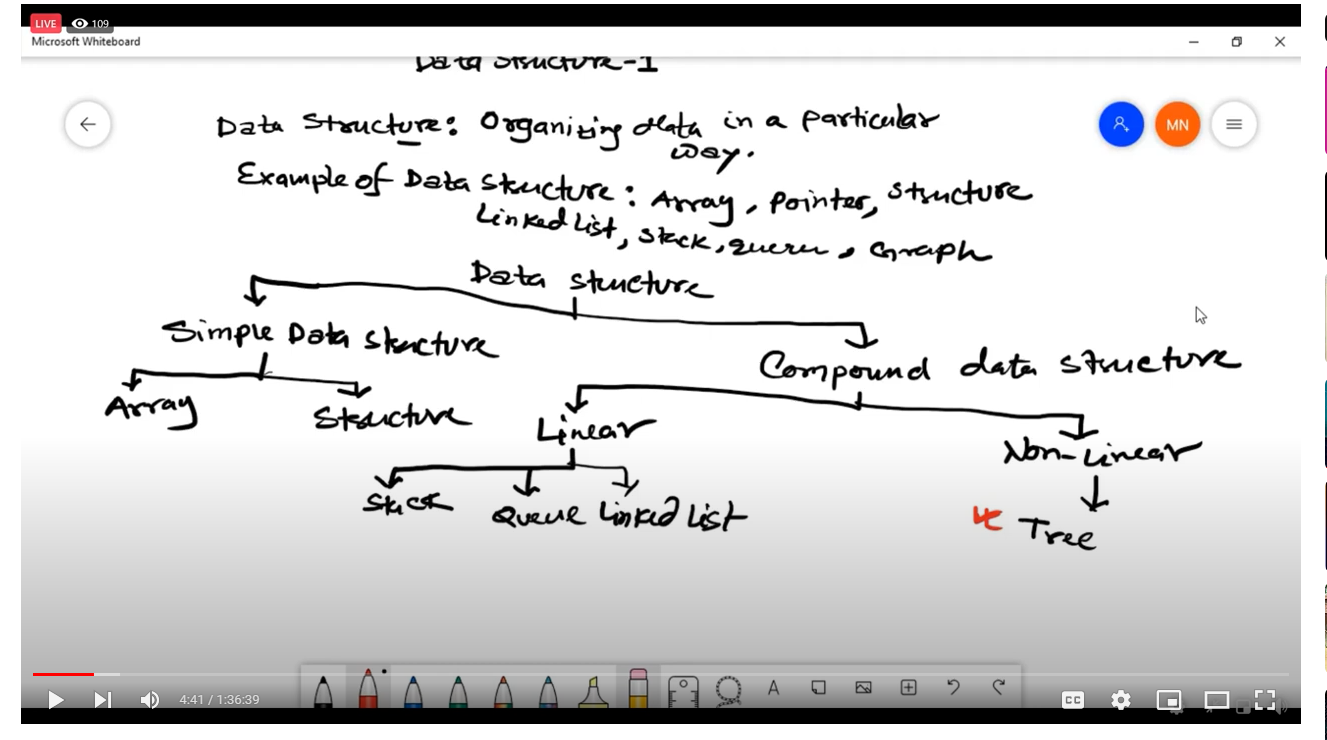 LIVE 109
Microsoft Whiteboard
Data Structure-1
Data Structure: Organizing data in a particular
way.
Example of Data Structure: Array, Pointer, Structure
Linked List, Stack, queue, Graph
Data structure
Simple Data structure
Compound data structure
Array
Structure
Linear
Non-Linear
Stack
Queue
Linked List
Tree
MN
4:41 / 1:36:39
A
CC